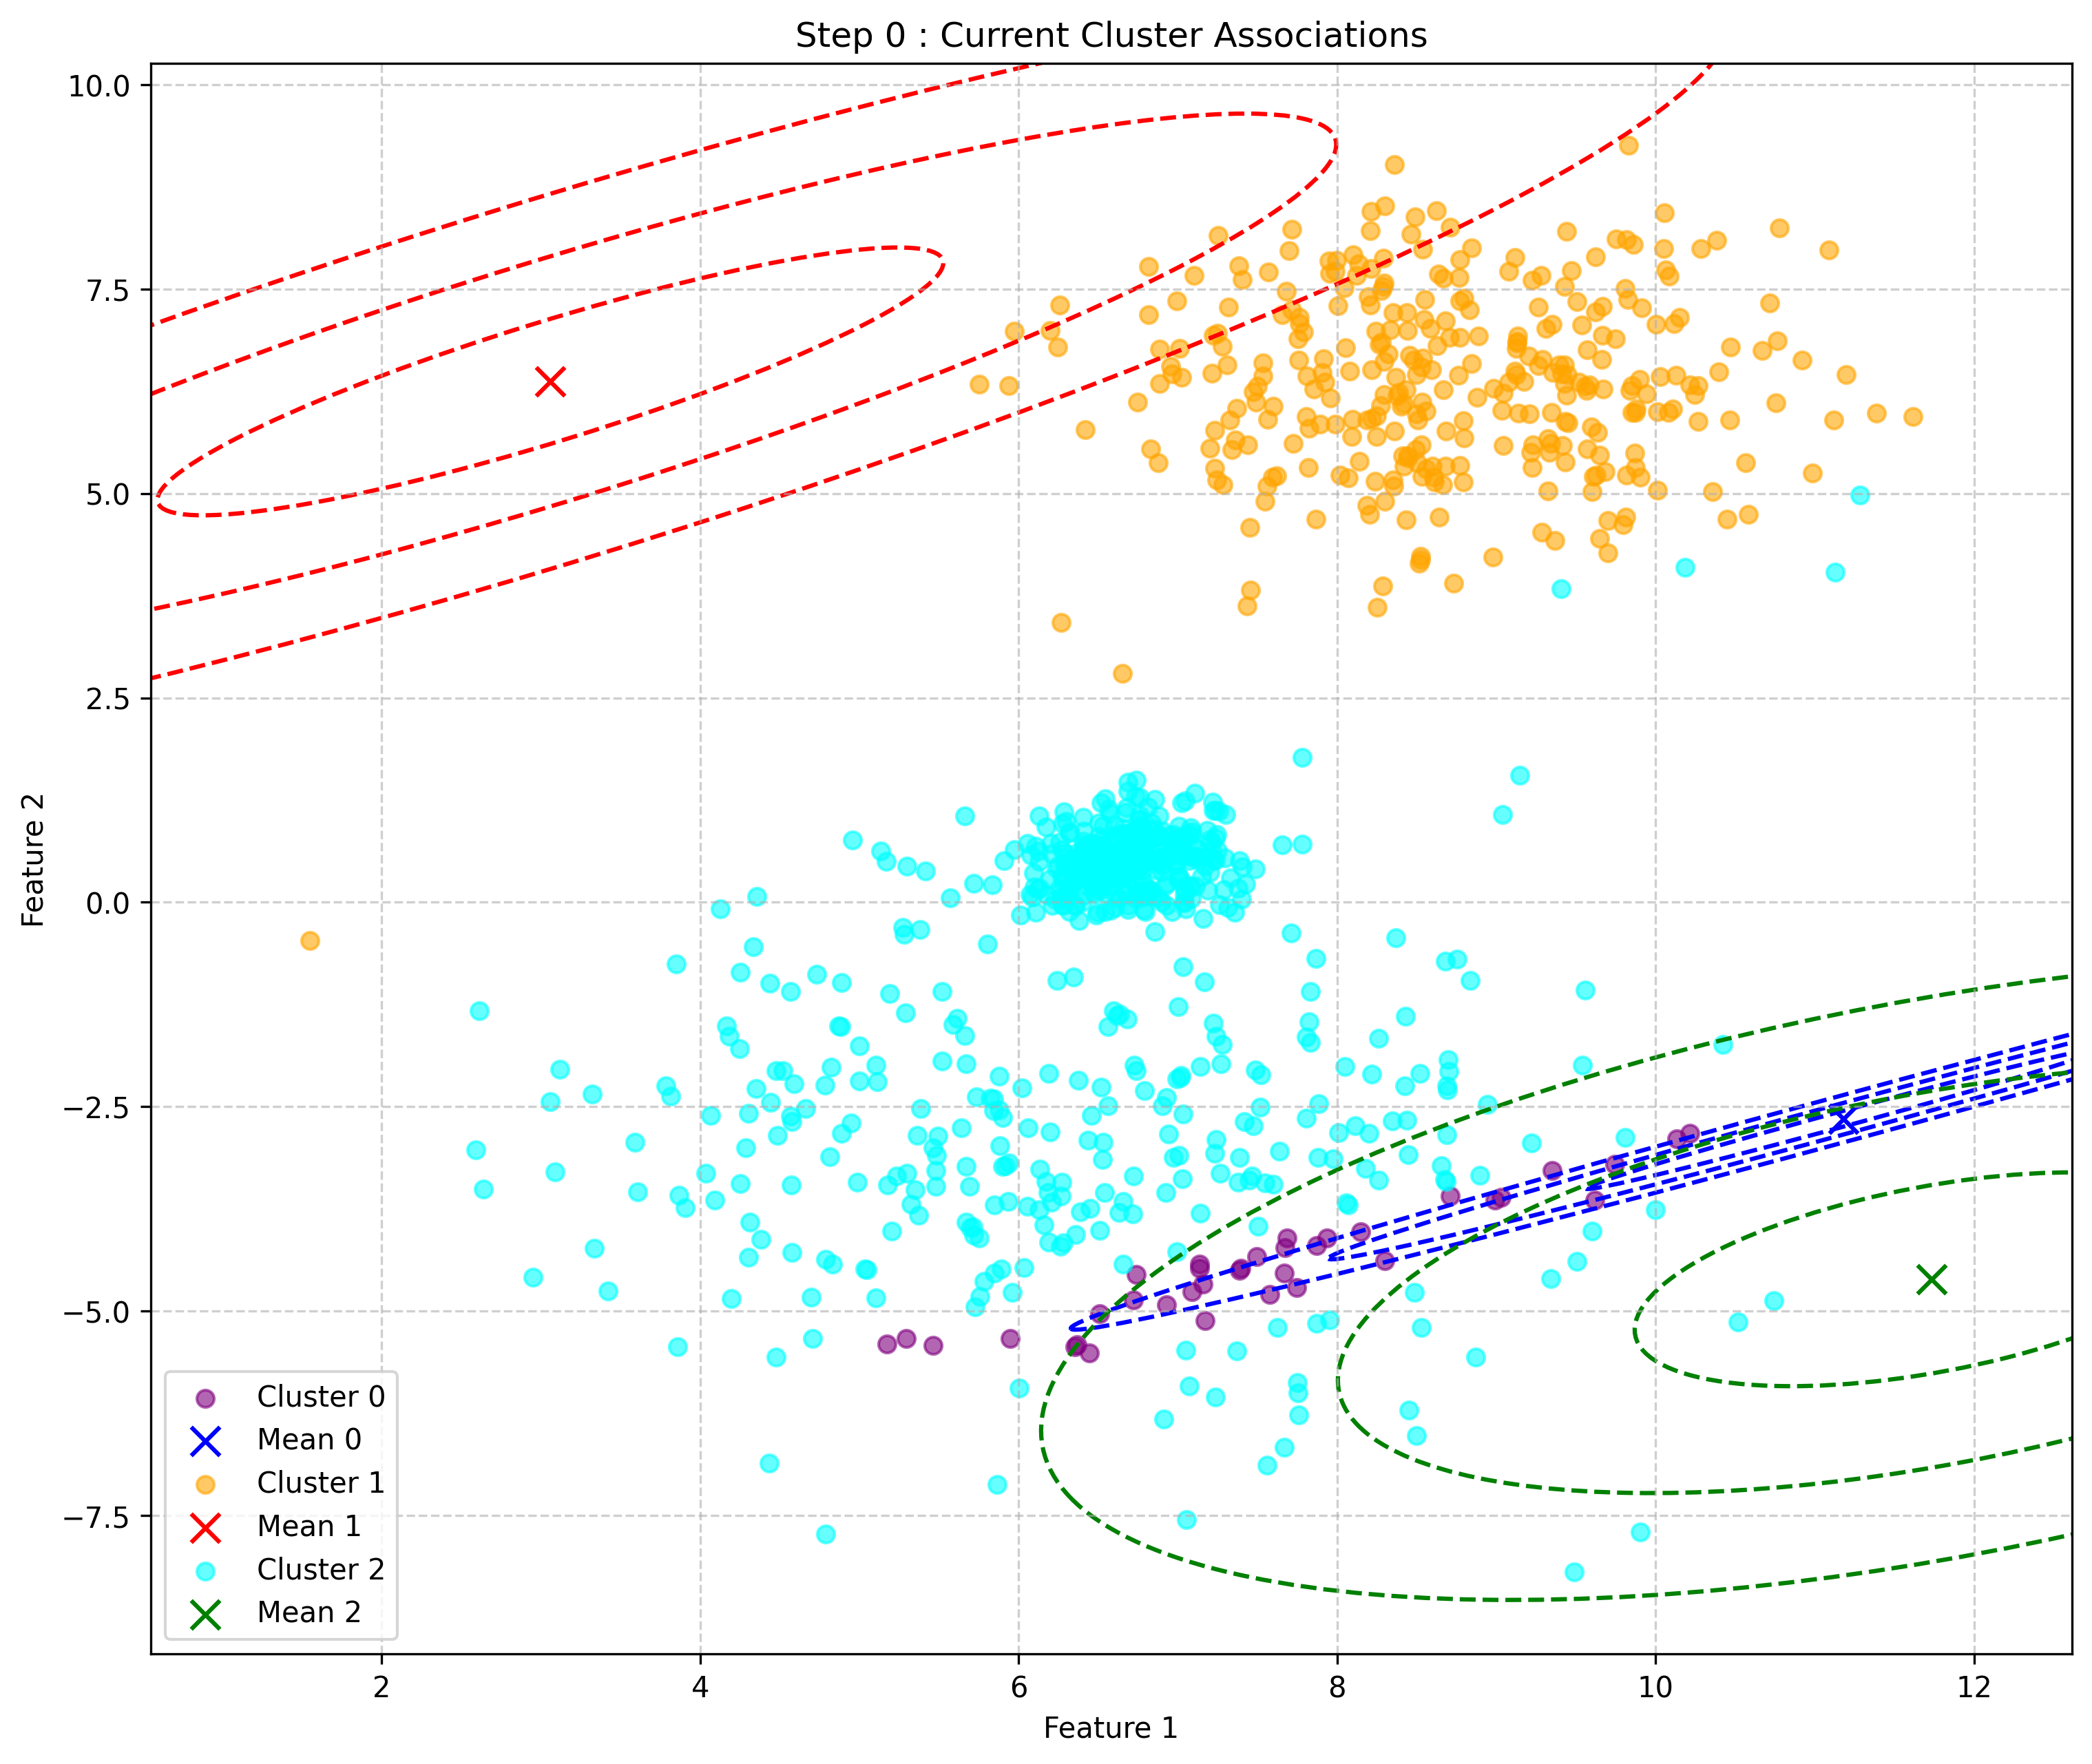 Step 0 : Current Cluster Associations
10.0
7.5
5.0
2.5
0.0
−2.5
−5.0
−7.5
Feature 2
Cluster 0
Mean 0
Cluster 1
Mean 1
Cluster 2
Mean 2
2 4 6 8 10 12
Feature 1